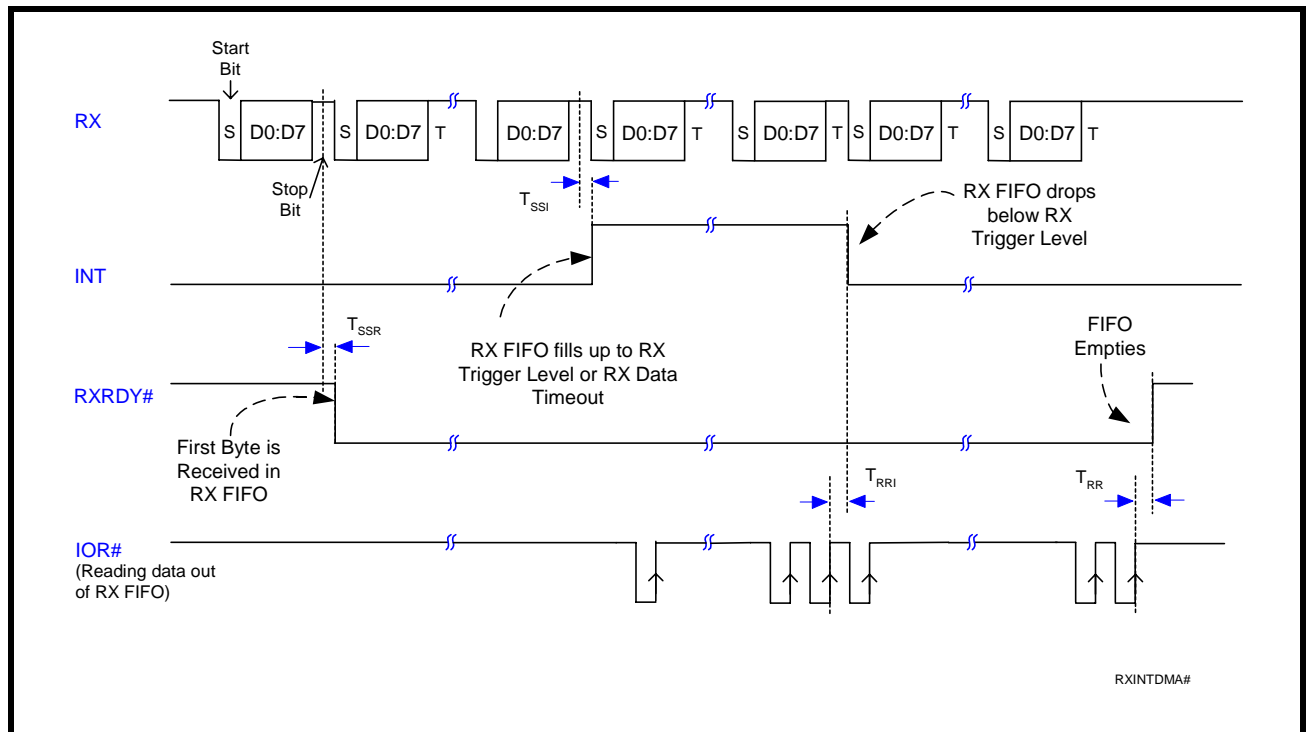 Start
Bit
RX
S D0:D7 S D0:D7 T D0:D7 S D0:D7 T S D0:D7 T S D0:D7 T S D0:D7 T
Stop
Bit
TSSI
RX FIFO drops
below RX
Trigger Level
INT
TSSR
RX FIFO fills up to RX
Trigger Level or RX Data
Timeout
FIFO
Empties
RXRDY#
First Byte is
Received in
RX FIFO
TRRI
TRR
IOR#
(Reading data out
of RX FIFO)
RXINTDMA#